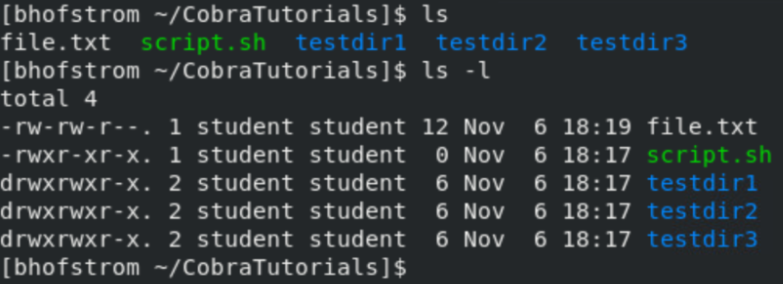 [bhofstrom ~/CobraTutorials]$ ls
file.txt  script.sh  testdir1  testdir2  testdir3
[bhofstrom ~/CobraTutorials]$ ls -l
total 4
-rw-rw-r--. 1 student student 12 Nov  6 18:19 file.txt
-rwxr-xr-x. 1 student student  0 Nov  6 18:17 script.sh
drwxrwxr-x. 2 student student  6 Nov  6 18:17 testdir1
drwxrwxr-x. 2 student student  6 Nov  6 18:17 testdir2
drwxrwxr-x. 2 student student  6 Nov  6 18:17 testdir3
[bhofstrom ~/CobraTutorials]$